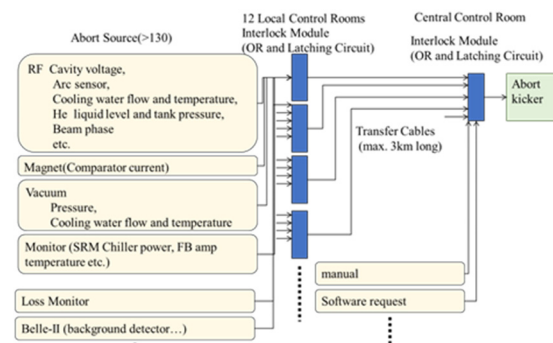 Abort Source(>130)
12 Local Control Rooms
Interlock Module
(OR and Latching Circuit)
Central Control Room
Interlock Module
(OR and Latching Circuit)
RF Cavity voltage,
Arc sensor,
Cooling water flow and temperature,
He liquid level and tank pressure,
Beam phase
etc.
Magnet(Comparator current)
Vacuum
Pressure,
Cooling water flow and temperature
Monitor (SRM Chiller power, FB amp
temperature etc.)
Loss Monitor
Belle-II (background detector…)
Transfer Cables
(max. 3km long)
manual
Software request
Abort
kicker